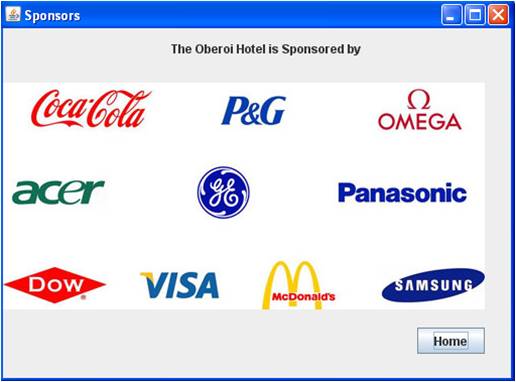 Sponsors
The Oberoi Hotel is Sponsored by
Coca-Cola P&G OMEGA
acer GE Panasonic
Dow VISA McDonald's SAMSUNG
Home